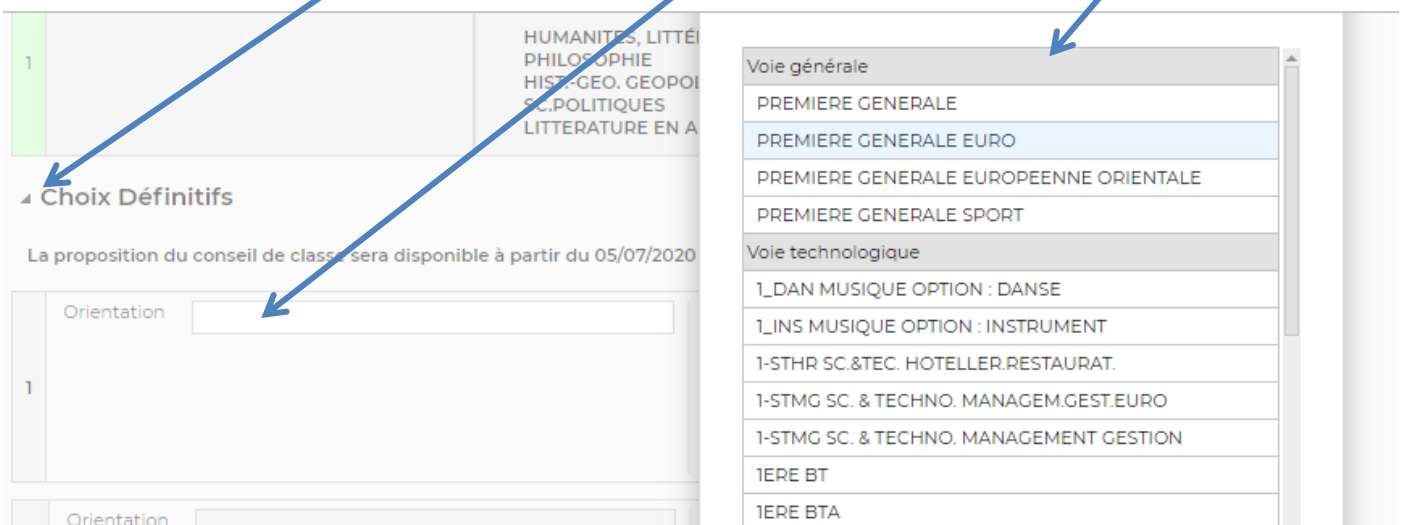 1
HUMANITES, LITTÉ
PHILOSOPHIE
HIST.-GEO. GEOPOL
SC.POLITIQUES
LITTERATURE EN A
Choix Définitifs
La proposition du conseil de classe sera disponible à partir du 05/07/2020
1
Orientation
Orientation
Voie générale
PREMIERE GENERALE
PREMIERE GENERALE EURO
PREMIERE GENERALE EUROPEENNE ORIENTALE
PREMIERE GENERALE SPORT
Voie technologique
1_DAN MUSIQUE OPTION : DANSE
1_INS MUSIQUE OPTION : INSTRUMENT
1-STHR SC.&TEC. HOTELLER.RESTAURAT.
1-STMG SC. & TECHNO. MANAGEM.GEST.EURO
1-STMG SC. & TECHNO. MANAGEMENT GESTION
1ERE BT
1ERE BTA